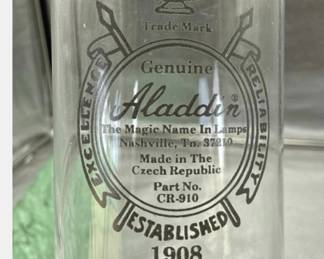 Trade Mark
Genuine
Aladdin®
The Magic Name In Lamps
Nashville, Tn. 37210
Made in The
Czech Republic
Part No.
CR-910
EXCELLENCE
RELIABILITY
ESTABLISHED
1908